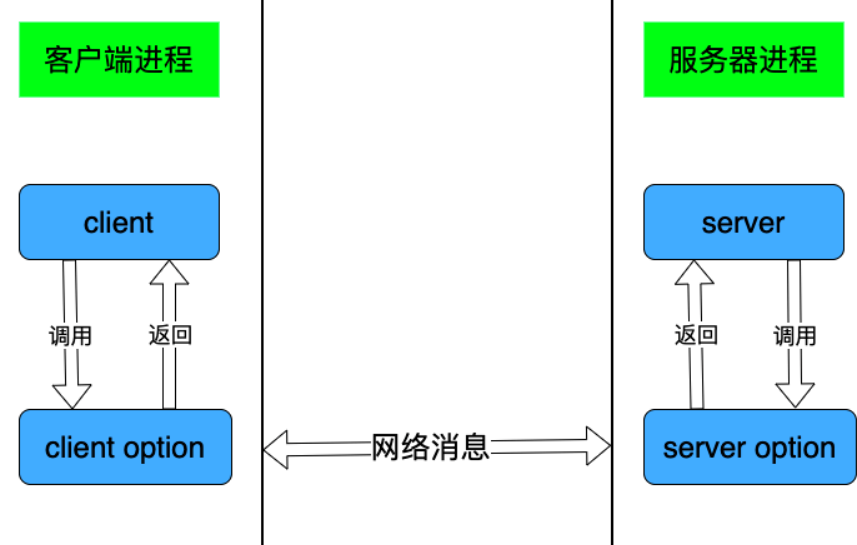 客户端进程
服务器进程
client
server
调用
返回
返回
调用
client option
网络消息
server option